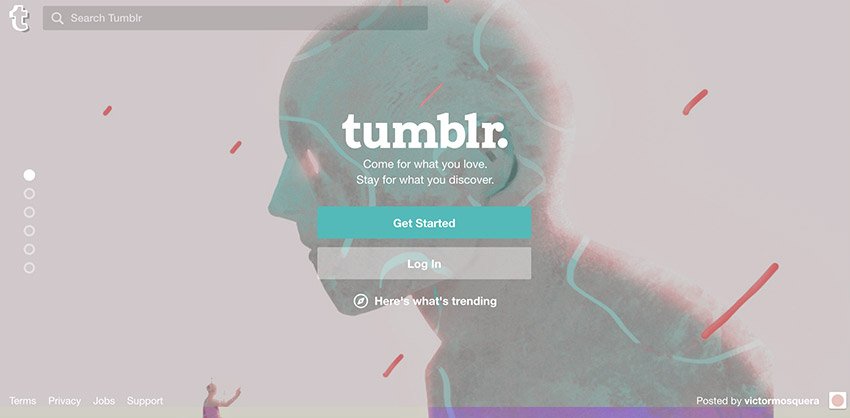 t
Search Tumblr
tumblr.
Come for what you love.
Stay for what you discover.
Get Started
Log In
Here's what's trending
Terms Privacy Jobs Support
Posted by victormosquera